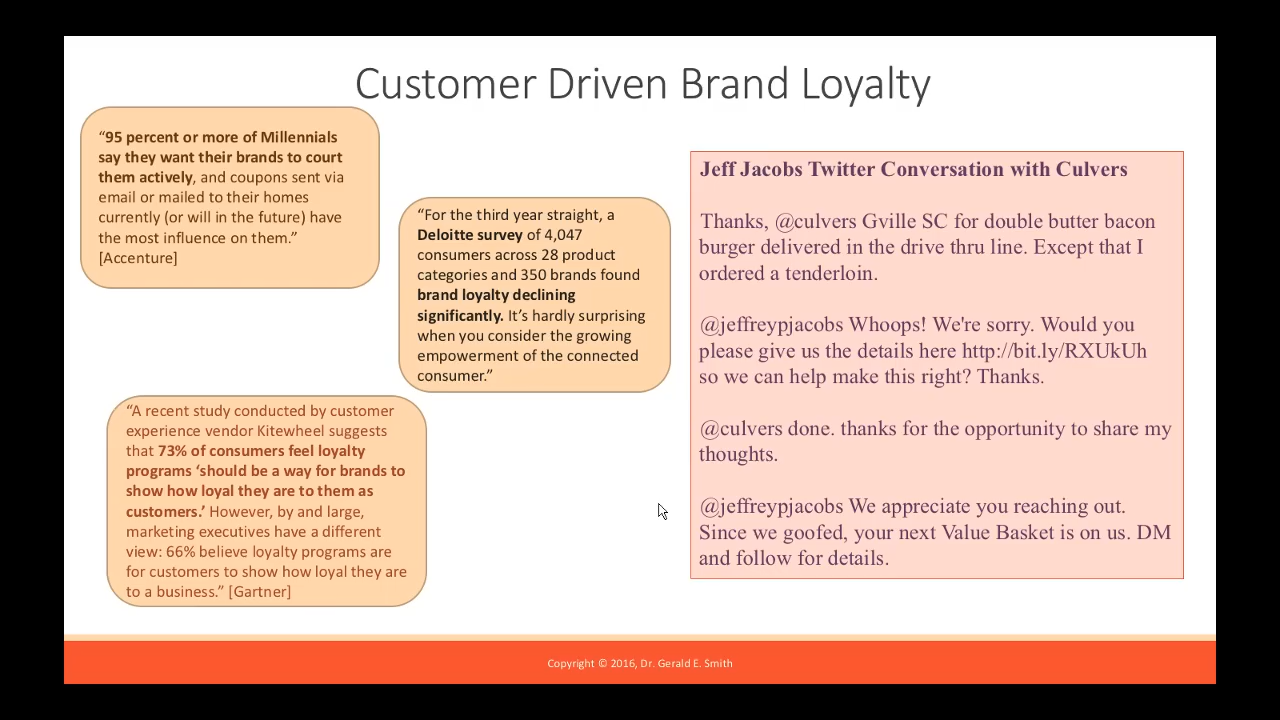 Customer Driven Brand Loyalty
“95 percent or more of Millennials
say they want their brands to court
them actively, and coupons sent via
email or mailed to their homes
currently (or will in the future) have
the most influence on them.”
[Accenture]
“For the third year straight, a
Deloitte survey of 4,047
consumers across 28 product
categories and 350 brands found
brand loyalty declining
significantly. It’s hardly surprising
when you consider the growing
empowerment of the connected
consumer.”
“A recent study conducted by customer
experience vendor Kitewheel suggests
that 73% of consumers feel loyalty
programs ‘should be a way for brands to
show how loyal they are to them as
customers.’ However, by and large,
marketing executives have a different
view: 66% believe loyalty programs are
for customers to show how loyal they are
to a business.” [Gartner]
Jeff Jacobs Twitter Conversation with Culvers
Thanks, @culvers Gville SC for double butter bacon
burger delivered in the drive thru line. Except that I
ordered a tenderloin.
@jeffreypjacobs Whoops! We're sorry. Would you
please give us the details here http://bit.ly/RXUkUh
so we can help make this right? Thanks.
@culvers done. thanks for the opportunity to share my
thoughts.
@jeffreypjacobs We appreciate you reaching out.
Since we goofed, your next Value Basket is on us. DM
and follow for details.
Copyright © 2016, Dr. Gerald E. Smith